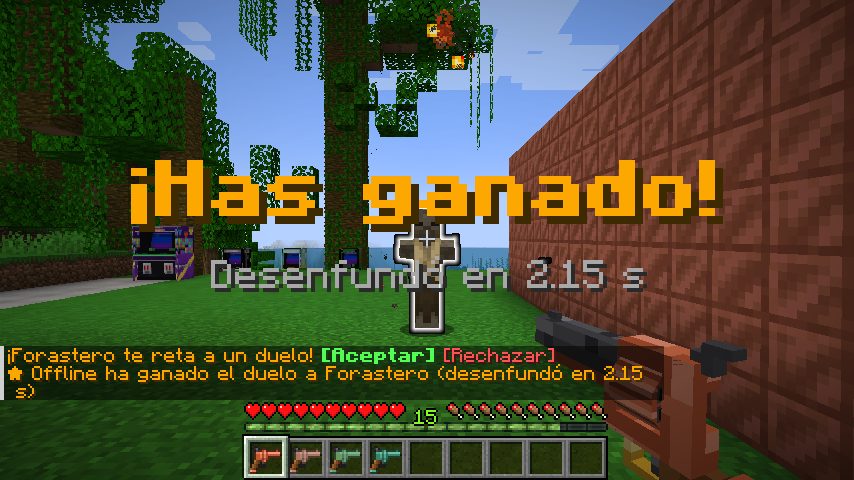 ¡Has ganado!
Desenfundó en 2.15 s
¡Forastero te reta a un duelo! [Aceptar] [Rechazar]
★ Offline ha ganado el duelo a Forastero (desenfundó en 2.15
s)
15